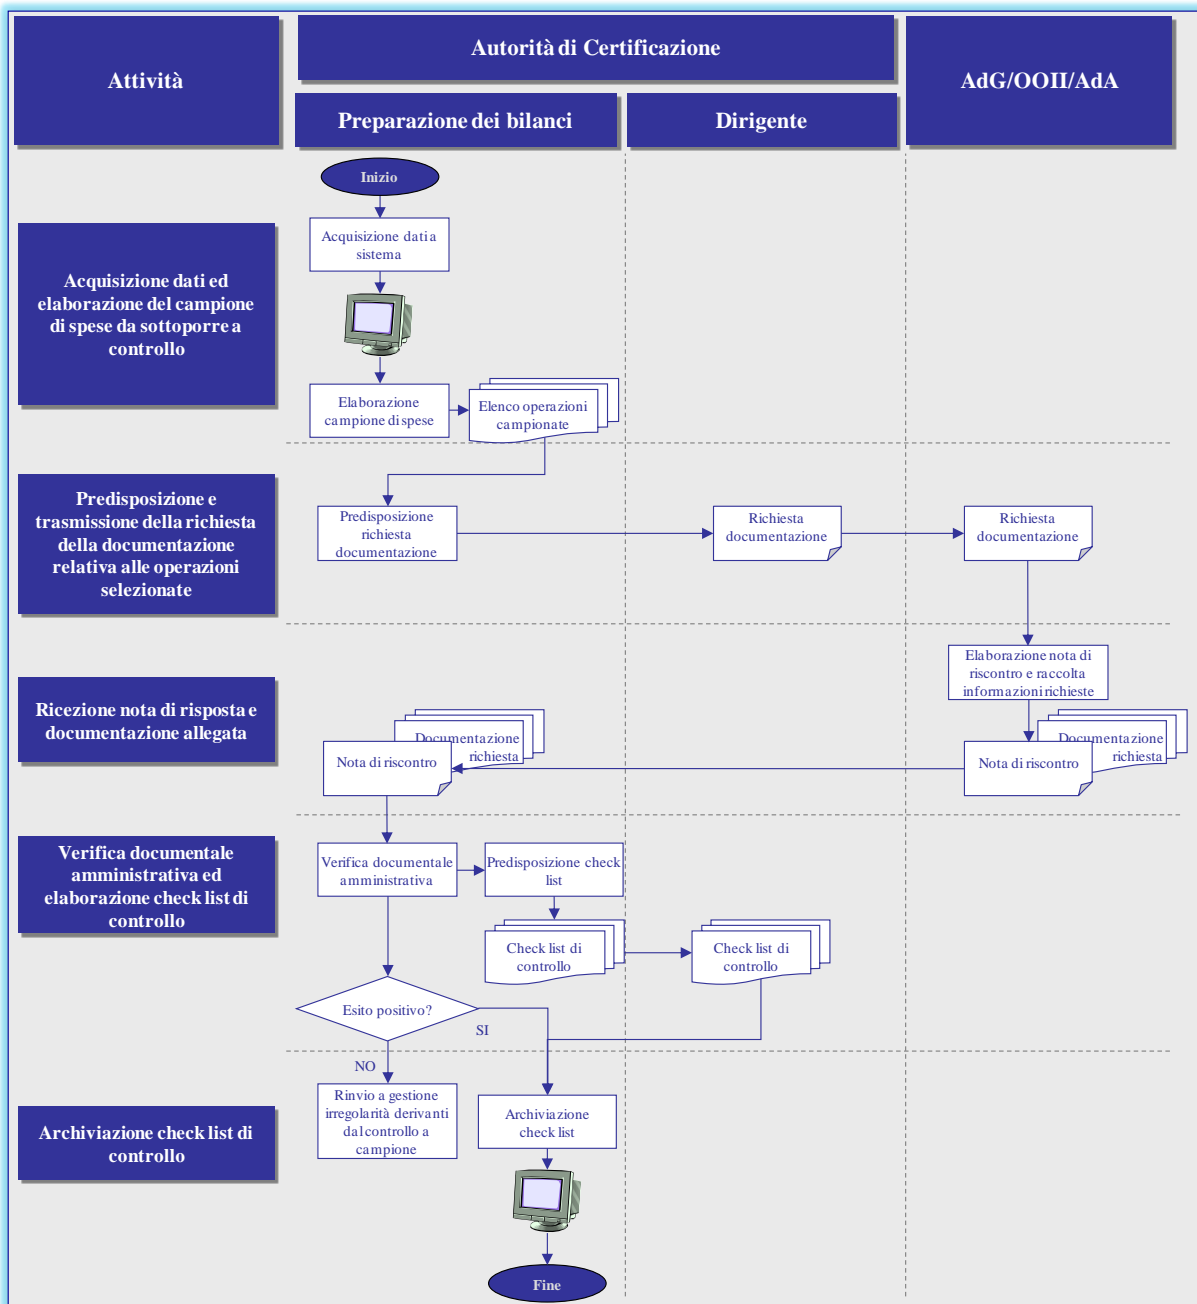 Attività
Autorità di Certificazione
AdG/OOII/AdA
Preparazione dei bilanci
Dirigente
Inizio
Acquisizione dati ed
elaborazione del campione
di spese da sottoporre a
controllo
Acquisizione dati a
sistema
Elaborazione
campione di spese
Elenco operazioni
campionate
Predisposizione e
trasmissione della richiesta
della documentazione
relativa alle operazioni
selezionate
Predisposizione
richiesta
documentazione
Richiesta
documentazione
Richiesta
documentazione
Ricezione nota di risposta e
documentazione allegata
Elaborazione nota di
riscontro e raccolta
informazioni richieste
Documentazione
richiesta
Nota di riscontro
Documentazione
richiesta
Nota di riscontro
Verifica documentale
amministrativa ed
elaborazione check list di
controllo
Verifica documentale
amministrativa
Predisposizione check
list
Check list di
controllo
Check list di
controllo
Esito positivo?
SI
NO
Archiviazione check list di
controllo
Rinvio a gestione
irregolarità derivanti
dal controllo a
campione
Archiviazione
check list
Fine